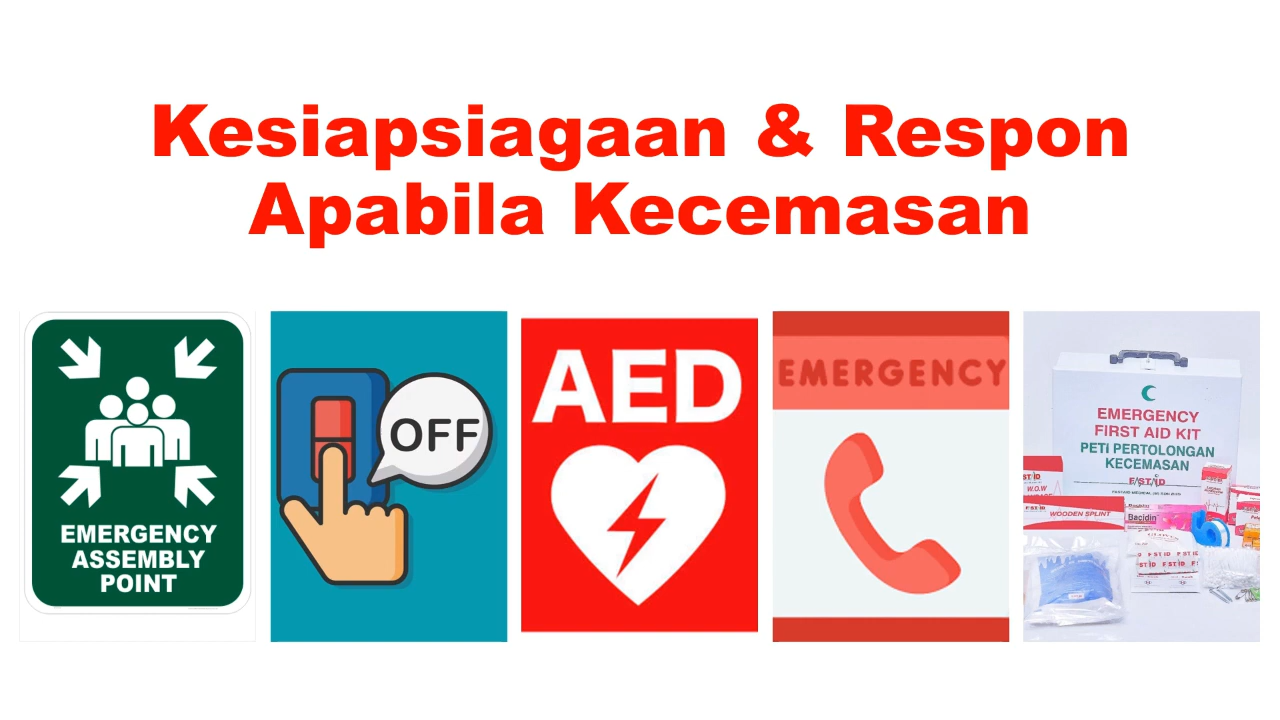 Kesiapsiagaan & Respon
Apabila Kecemasan
EMERGENCY
ASSEMBLY
POINT
OFF
AED
EMERGENCY
EMERGENCY
FIRST AID KIT
PETI PERTOLONGAN
KECEMASAN
WOODEN SPLINT
Bacidin